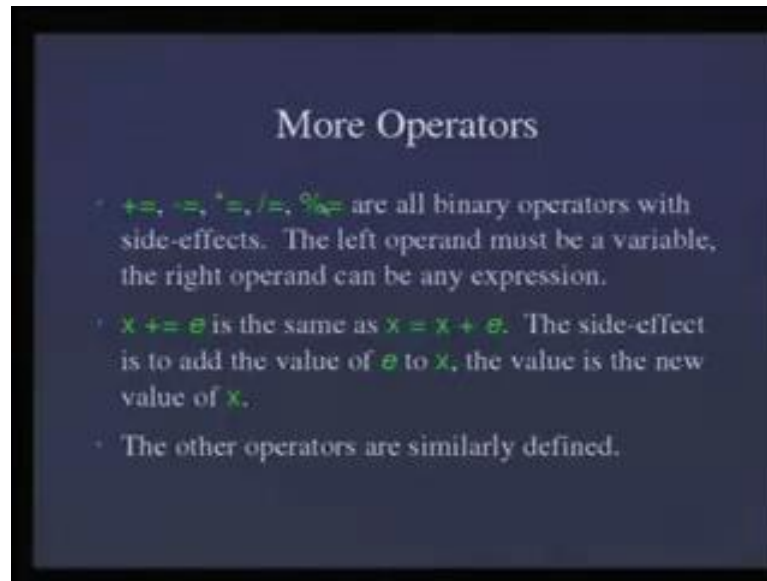 More Operators
+=, -=, *=, /=, %= are all binary operators with
side-effects. The left operand must be a variable,
the right operand can be any expression.
x += e is the same as x = x + e. The side-effect
is to add the value of e to x, the value is the new
value of x.
The other operators are similarly defined.